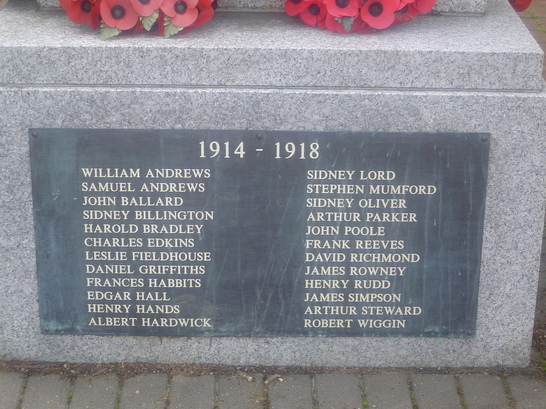 1914 - 1918
WILLIAM ANDREWS
SAMUEL ANDREWS
JOHN BALLARD
SIDNEY BILLINGTON
HAROLD BRADLEY
CHARLES EDKINS
LESLIE FIELDHOUSE
DANIEL GRIFFITHS
FRANCES HABBITS
EDGAR HALL
HENRY HANDS
ALBERT HARDWICK
SIDNEY LORD
STEPHEN MUMFORD
SIDNEY OLIVER
ARTHUR PARKER
JOHN POOLE
FRANK REEVES
DAVID RICHMOND
JAMES ROWNEY
HENRY RUDD
JAMES SIMPSON
ARTHUR STEWARD
ROBERT WIGGIN